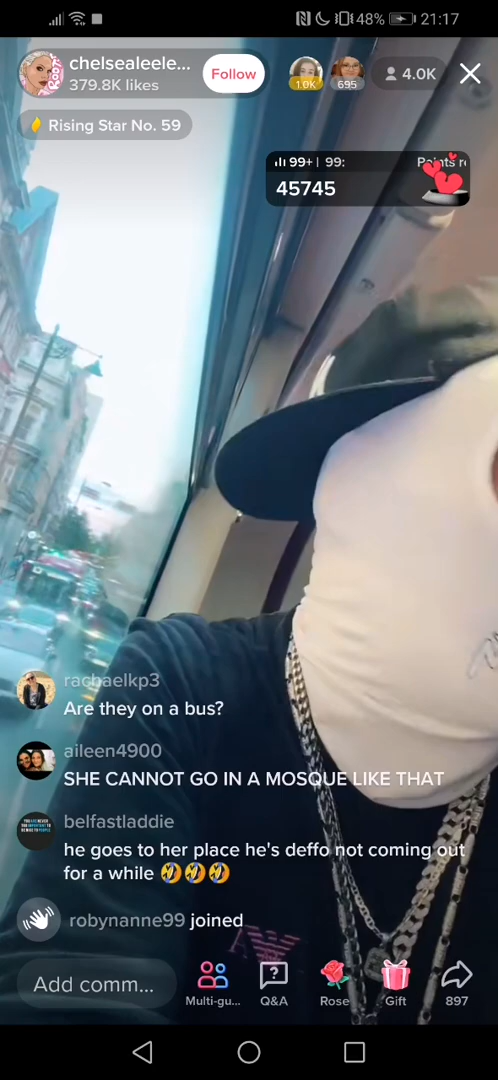 48% 21:17
chelsealeele...
379.8K likes
Follow
1.0K
695
4.0K
Rising Star No. 59
99+ | 99:
45745
rachaelkp3
Are they on a bus?
aileen4900
SHE CANNOT GO IN A MOSQUE LIKE THAT
belfastladdie
he goes to her place he's deffo not coming out
for a while 🤣🤣🤣
robynanne99 joined
Add comm...
Multi-gu...
Q&A
Rose
Gift
897